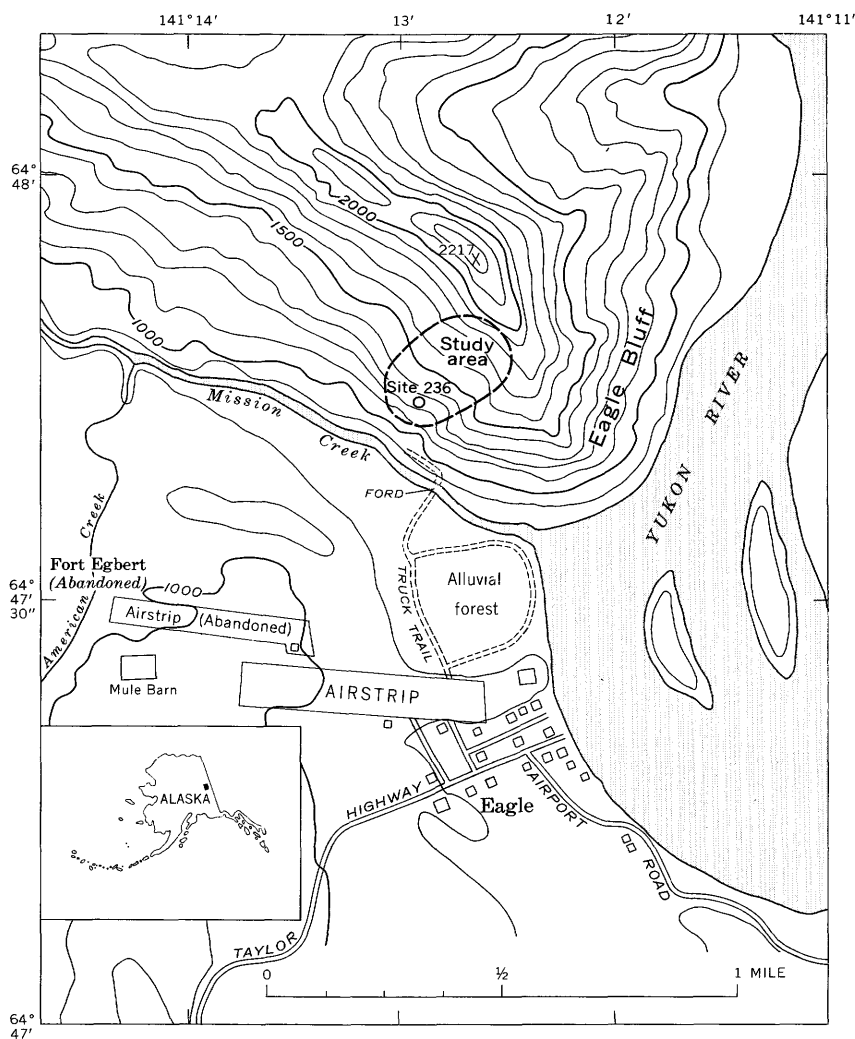 141°14'
13'
12'
141°11'
64°
48'
2000
1500
2217
1000
Study
area
Site 236
Eagle Bluff
Mission
Creek
YUKON RIVER
FORD
American Creek
Fort Egbert
(Abandoned)
1000
64°
47'
30"
Airstrip (Abandoned)
TRUCK TRAIL
Alluvial
forest
Mule Barn
AIRSTRIP
ALASKA
HIGHWAY
Eagle
AIRPORT
ROAD
TAYLOR
0
½
1 MILE
64°
47'